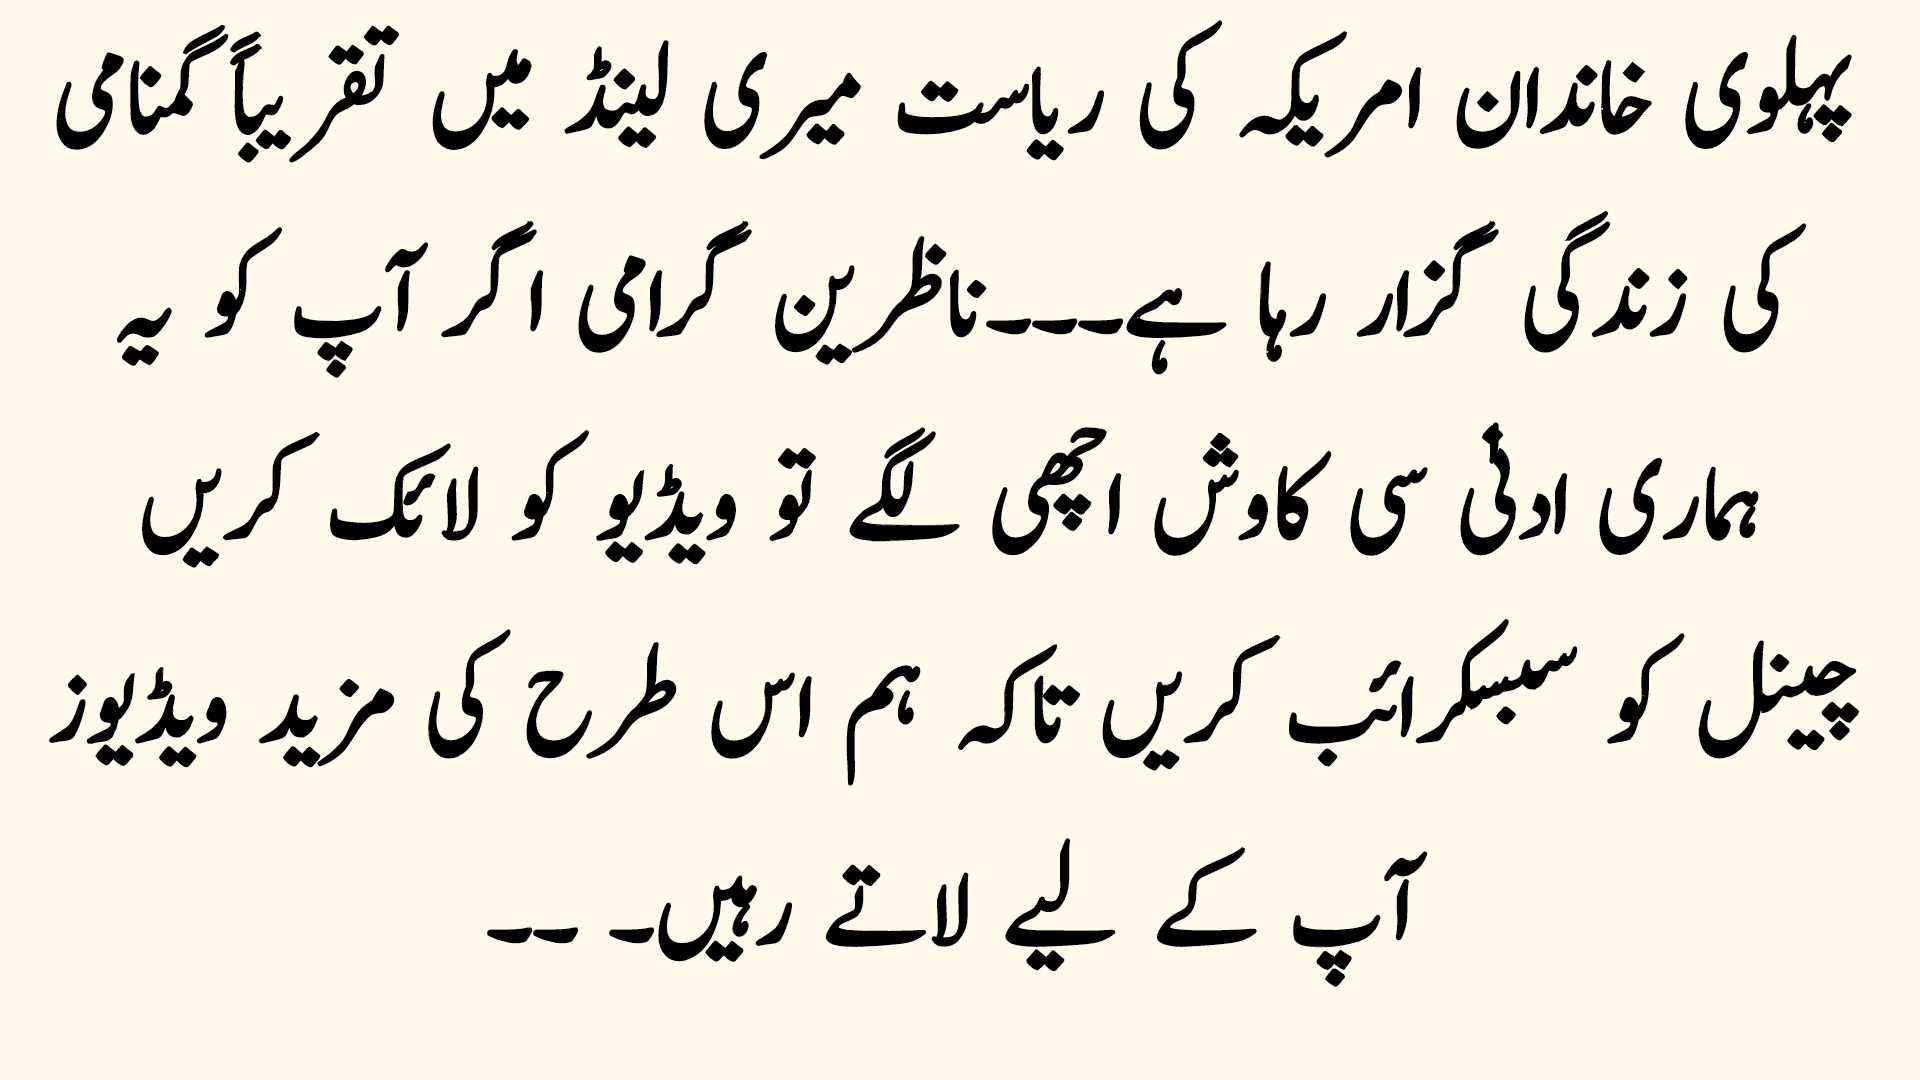 پہلوی خاندان امریکہ کی ریاست میری لینڈ میں تقریباً گمنامی
کی زندگی گزار رہا ہے۔۔۔ناظرین گرامی اگر آپ کو یہ
ہماری ادنٰی سی کاوش اچھی لگے تو ویڈیو کو لائک کریں
چینل کو سبسکرائب کریں تاکہ ہم اس طرح کی مزید ویڈیوز
آپ کے لیے لاتے رہیں۔ ۔۔